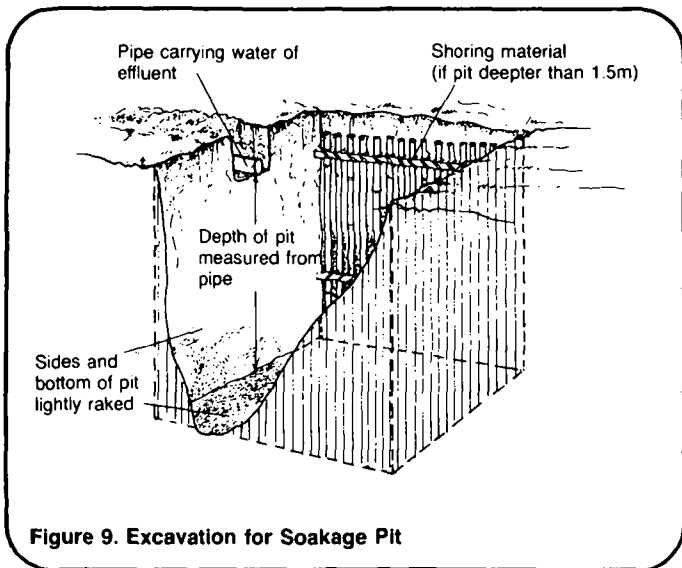 Pipe carrying water of
effluent
Shoring material
(if pit deepter than 1.5m)
Depth of pit
measured from
pipe
Sides and
bottom of pit
lightly raked
Figure 9. Excavation for Soakage Pit